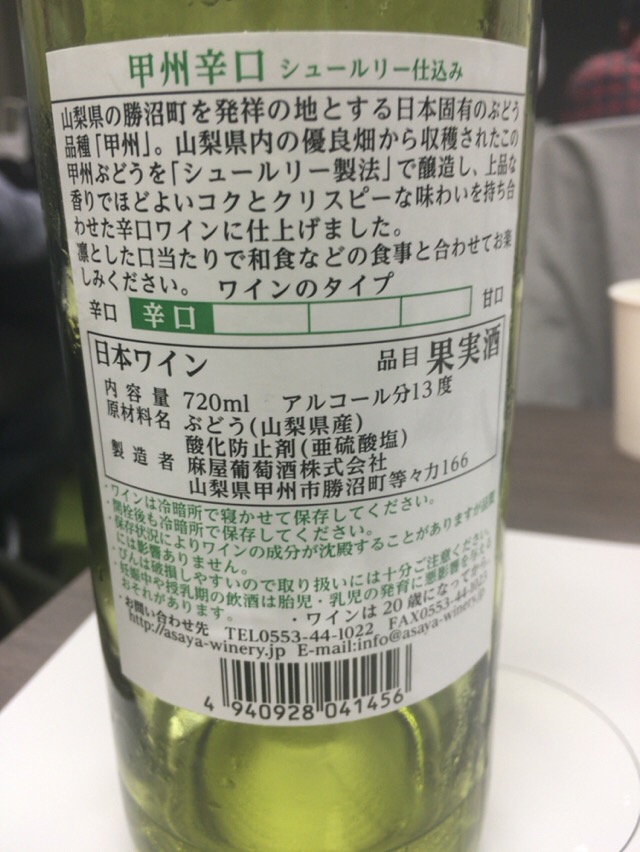 甲州辛口 シュールリー仕込み
山梨県の勝沼町を発祥の地とする日本固有のぶどう
品種「甲州」。山梨県内の優良畑から収穫されたこの
甲州ぶどうを「シュールリー製法」で醸造し、上品な
香りでほどよいコクとクリスピーな味わいを持ち合
わせた辛口ワインに仕上げました。
凛とした口当たりで和食などの食事と合わせてお楽
しみください。 ワインのタイプ
辛口 辛口 甘口
日本ワイン 品目 果実酒
内容量 720ml アルコール分13度
原材料名 ぶどう(山梨県産)
酸化防止剤(亜硫酸塩)
製造者 麻屋葡萄酒株式会社
山梨県甲州市勝沼町等々力166
・ワインは冷暗所で寝かせて保存してください。
・開栓後も冷暗所で保存してください。
・保存状況によりワインの成分が沈殿することがありますが品質
には影響ありません。
・びんは破損しやすいので取り扱いには十分ご注意ください。
・妊娠中や授乳期の飲酒は胎児・乳児の発育に悪影響を与える
おそれがあります。 ・ワインは20歳になってから。
・お問い合わせ先 TEL0553-44-1022 FAX0553-44-1023
http://asaya-winery.jp E-mail:info@asaya-winery.jp
4 940928 041456